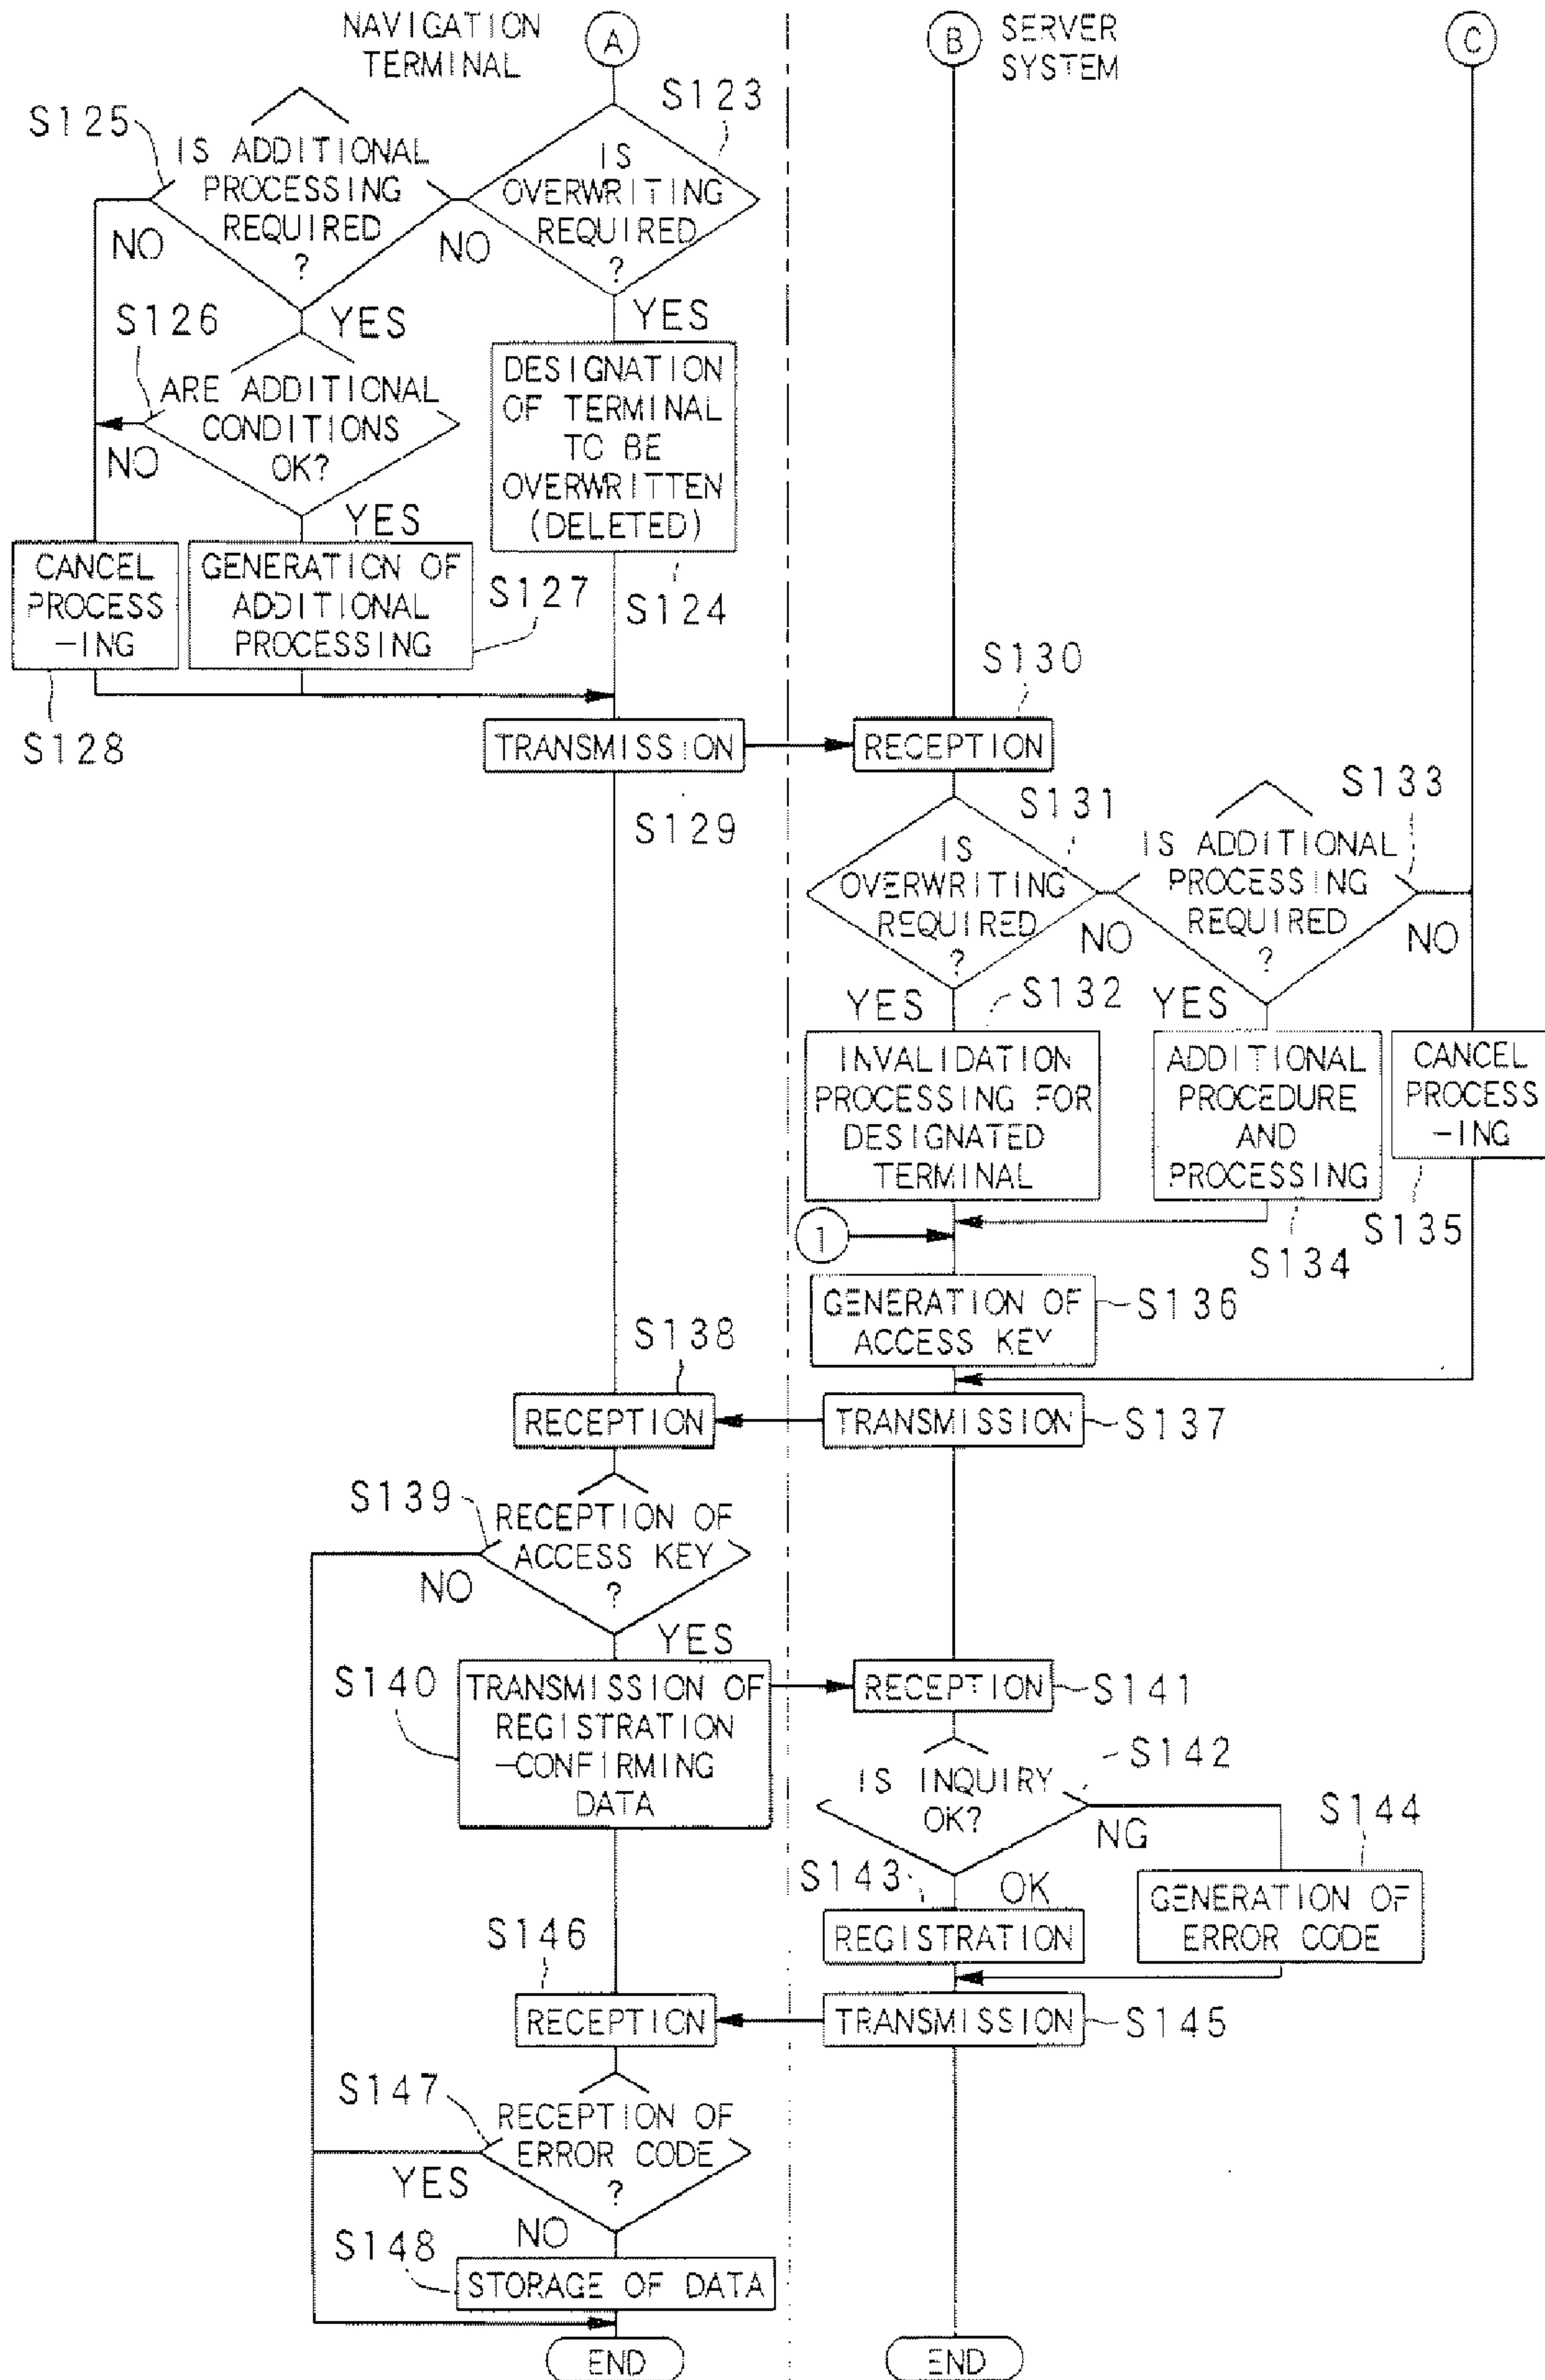 NAVIGATION
TERMINAL
A
B
SERVER
SYSTEM
C
S123
S125
IS ADDITIONAL
PROCESSING
REQUIRED
?
NO
IS
OVERWRITING
REQUIRED
?
NO
S126
YES
YES
ARE ADDITIONAL
CONDITIONS
OK?
NO
YES
DESIGNATION
OF TERMINAL
TO BE
OVERWRITTEN
(DELETED)
CANCEL
PROCESS
-ING
GENERATION OF
ADDITIONAL
PROCESSING
S127
S124
S128
S130
TRANSMISSION
RECEPTION
S129
S131
S133
IS
OVERWRITING
REQUIRED
?
NO
IS ADDITIONAL
PROCESSING
REQUIRED
?
NO
YES
S132
YES
INVALIDATION
PROCESSING FOR
DESIGNATED
TERMINAL
ADDITIONAL
PROCEDURE
AND
PROCESSING
CANCEL
PROCESS
-ING
1
S134
S135
GENERATION OF
ACCESS KEY
S136
S138
RECEPTION
TRANSMISSION
S137
S139
RECEPTION OF
ACCESS KEY
?
NO
YES
S140
TRANSMISSION OF
REGISTRATION
-CONFIRMING
DATA
RECEPTION
S141
S142
IS INQUIRY
OK?
NG
S144
S143
OK
REGISTRATION
GENERATION OF
ERROR CODE
S146
RECEPTION
TRANSMISSION
S145
S147
RECEPTION OF
ERROR CODE
?
YES
NO
S148
STORAGE OF DATA
END
END